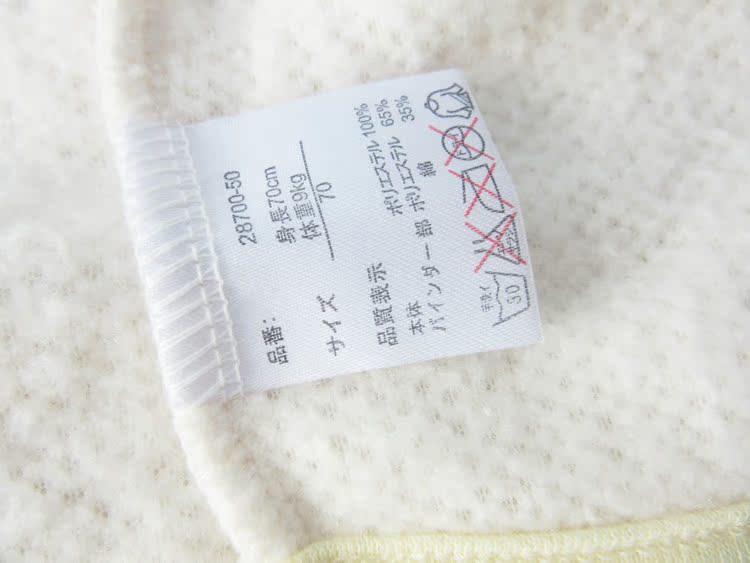 品番: 28700-50
サイズ 身長70cm
体重9kg
70
品質表示
本体 ポリエステル 100%
バインダー部 ポリエステル 65%
綿 35%
手洗イ
30